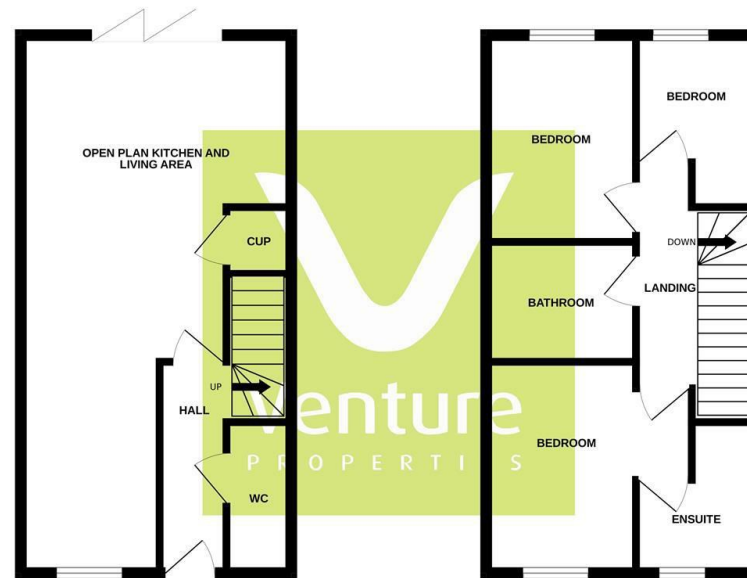 OPEN PLAN KITCHEN AND
LIVING AREA
CUP
UP
HALL
WC
BEDROOM
BEDROOM
DOWN
LANDING
BATHROOM
BEDROOM
ENSUITE
venture
PROPERTIES